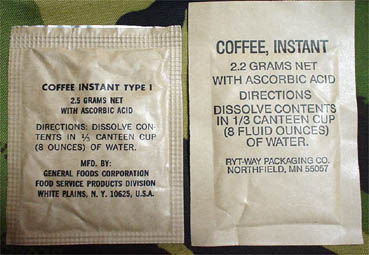 COFFEE INSTANT TYPE I
2.5 GRAMS NET
WITH ASCORBIC ACID
DIRECTIONS: DISSOLVE CON-
TENTS IN ⅓ CANTEEN CUP
(8 OUNCES) OF WATER.
MFD. BY:
GENERAL FOODS CORPORATION
FOOD SERVICE PRODUCTS DIVISION
WHITE PLAINS, N. Y. 10625, U.S.A.
COFFEE, INSTANT
2.2 GRAMS NET
WITH ASCORBIC ACID
DIRECTIONS
DISSOLVE CONTENTS
IN 1/3 CANTEEN CUP
(8 FLUID OUNCES)
OF WATER.
RYT-WAY PACKAGING CO.
NORTHFIELD, MN 55057